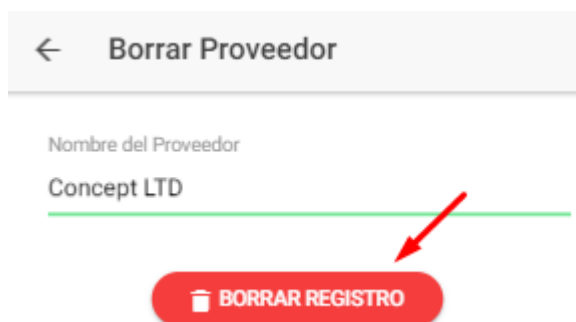 Borrar Proveedor
Nombre del Proveedor
Concept LTD
BORRAR REGISTRO